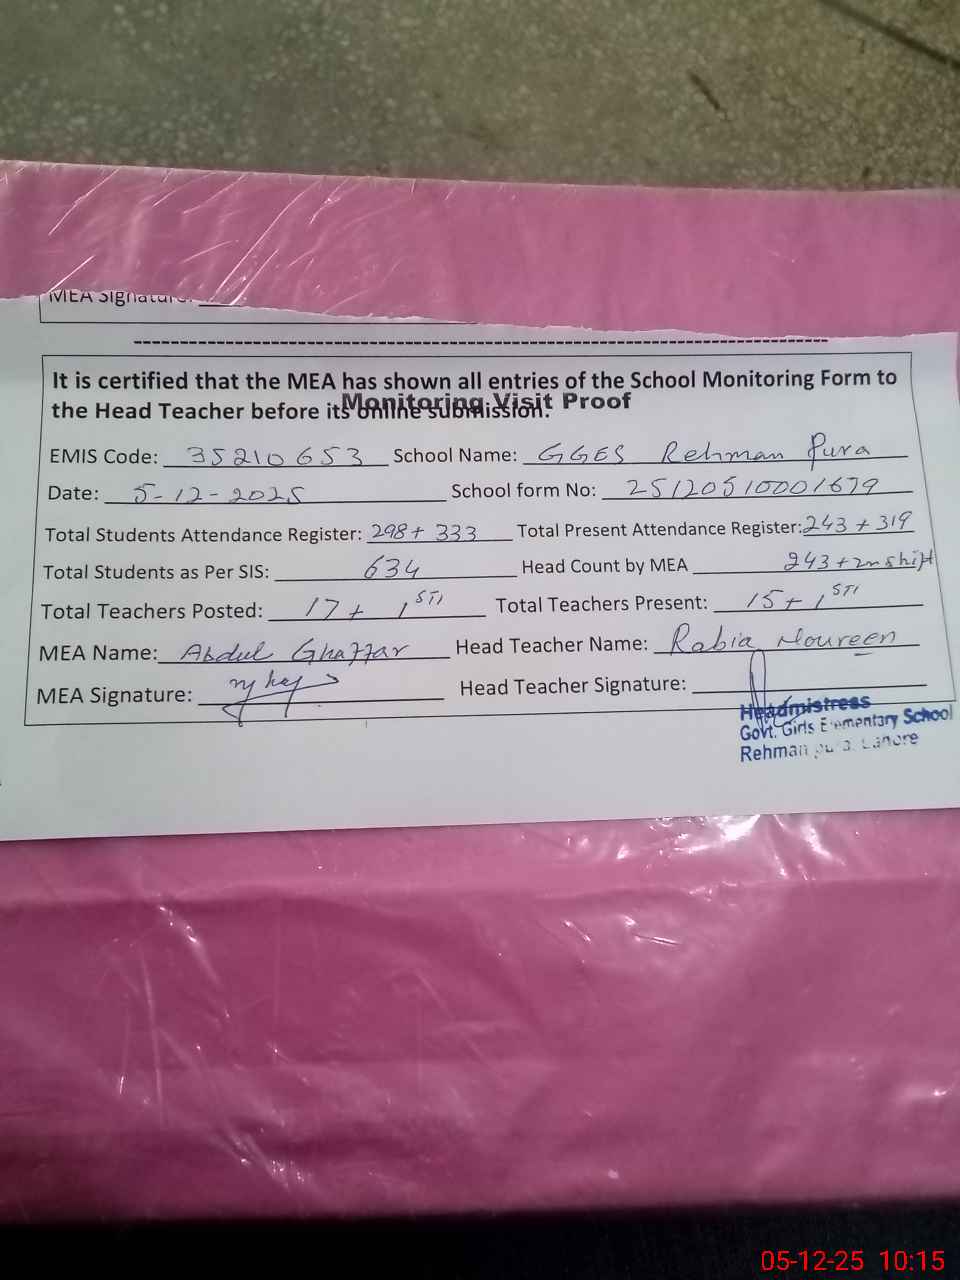 MEA Signature:
It is certified that the MEA has shown all entries of the School Monitoring Form to
the Head Teacher before its online submission.
Monitoring Visit Proof
EMIS Code: 35210653 School Name: GGES Rehman Pura
Date: 5-12-2025 School form No: 25120510001679
Total Students Attendance Register: 298+ 333 Total Present Attendance Register: 243 + 319
Total Students as Per SIS: 634 Head Count by MEA 243 + 2n shift
Total Teachers Posted: 17 + 1 STI Total Teachers Present: 15 + 1 STI
MEA Name: Abdul Ghaffar Head Teacher Name: Rabia Noureen
MEA Signature: Head Teacher Signature:
Headmistress
Govt. Girls Elementary School
Rehman Lahore
05-12-25 10:15